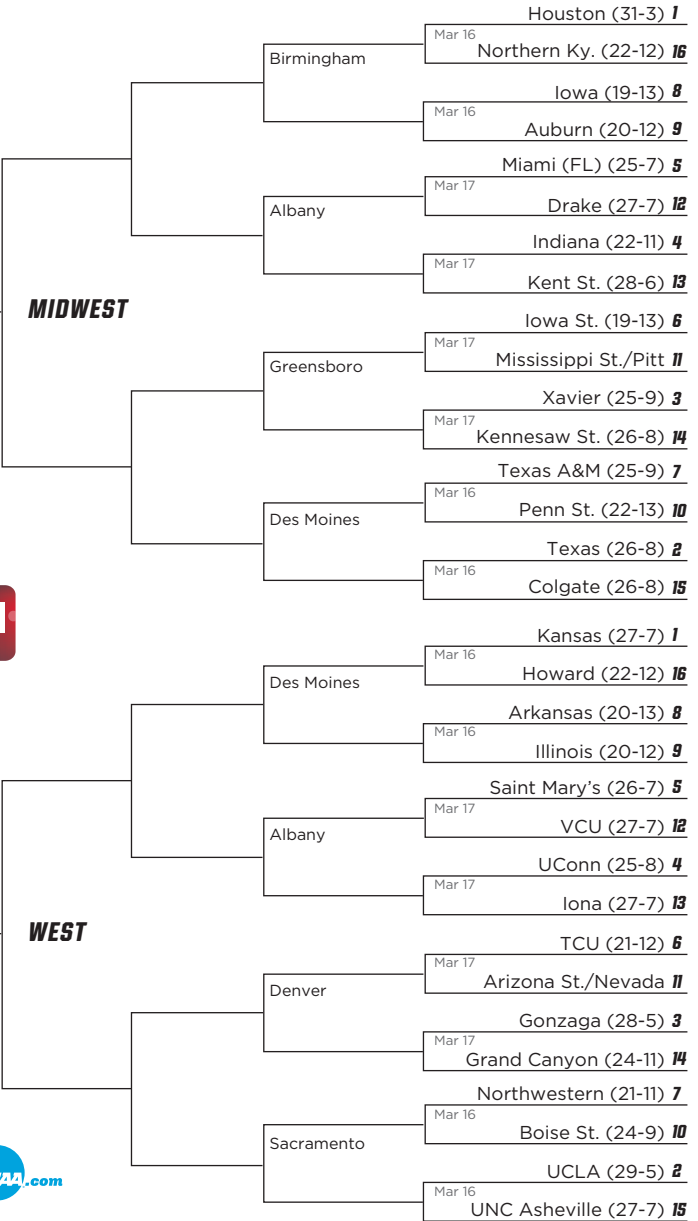 Houston (31-3) 1
Mar 16
Northern Ky. (22-12) 16
Birmingham
Iowa (19-13) 8
Mar 16
Auburn (20-12) 9
Miami (FL) (25-7) 5
Mar 17
Drake (27-7) 12
Albany
Indiana (22-11) 4
Mar 17
Kent St. (28-6) 13
MIDWEST
Iowa St. (19-13) 6
Mar 17
Mississippi St./Pitt 11
Greensboro
Xavier (25-9) 3
Mar 17
Kennesaw St. (26-8) 14
Texas A&M (25-9) 7
Mar 16
Penn St. (22-13) 10
Des Moines
Texas (26-8) 2
Mar 16
Colgate (26-8) 15
Kansas (27-7) 1
Mar 16
Howard (22-12) 16
Des Moines
Arkansas (20-13) 8
Mar 16
Illinois (20-12) 9
Saint Mary's (26-7) 5
Mar 17
VCU (27-7) 12
Albany
UConn (25-8) 4
Mar 17
Iona (27-7) 13
WEST
TCU (21-12) 6
Mar 17
Arizona St./Nevada 11
Denver
Gonzaga (28-5) 3
Mar 17
Grand Canyon (24-11) 14
Northwestern (21-11) 7
Mar 16
Boise St. (24-9) 10
Sacramento
UCLA (29-5) 2
Mar 16
UNC Asheville (27-7) 15
AA.com